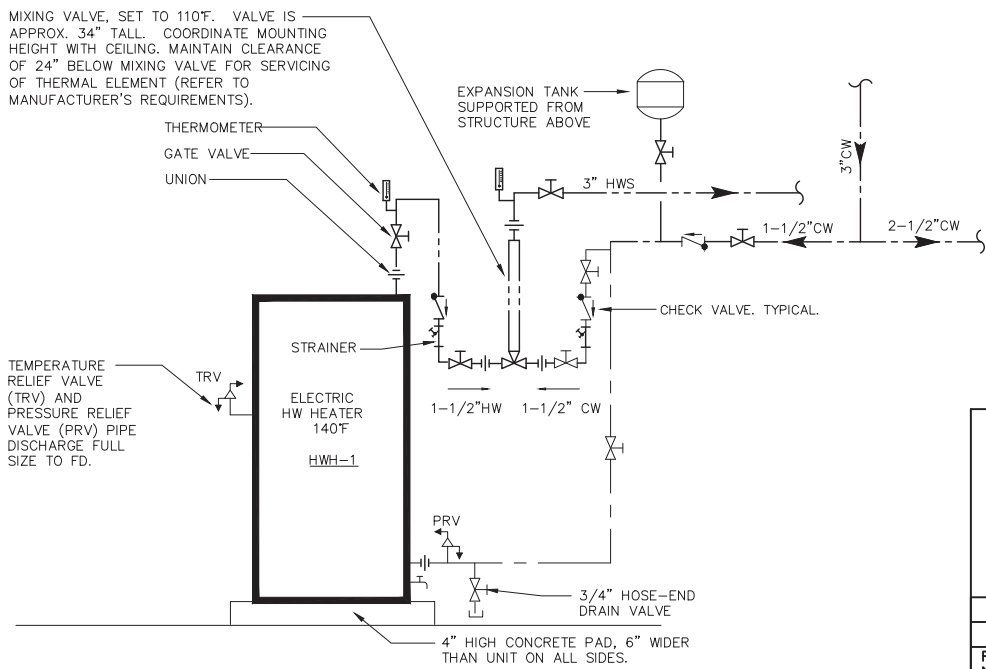 MIXING VALVE, SET TO 110°F. VALVE IS
APPROX. 34" TALL. COORDINATE MOUNTING
HEIGHT WITH CEILING. MAINTAIN CLEARANCE
OF 24" BELOW MIXING VALVE FOR SERVICING
OF THERMAL ELEMENT (REFER TO
MANUFACTURER'S REQUIREMENTS).
EXPANSION TANK
SUPPORTED FROM
STRUCTURE ABOVE
THERMOMETER
GATE VALVE
UNION
3" HWS
3"CW
1-1/2"CW
2-1/2"CW
CHECK VALVE. TYPICAL.
STRAINER
1-1/2"HW
1-1/2" CW
TEMPERATURE
RELIEF VALVE
(TRV) AND
PRESSURE RELIEF
VALVE (PRV) PIPE
DISCHARGE FULL
SIZE TO FD.
TRV
ELECTRIC
HW HEATER
140°F
HWH-1
PRV
3/4" HOSE-END
DRAIN VALVE
4" HIGH CONCRETE PAD, 6" WIDER
THAN UNIT ON ALL SIDES.